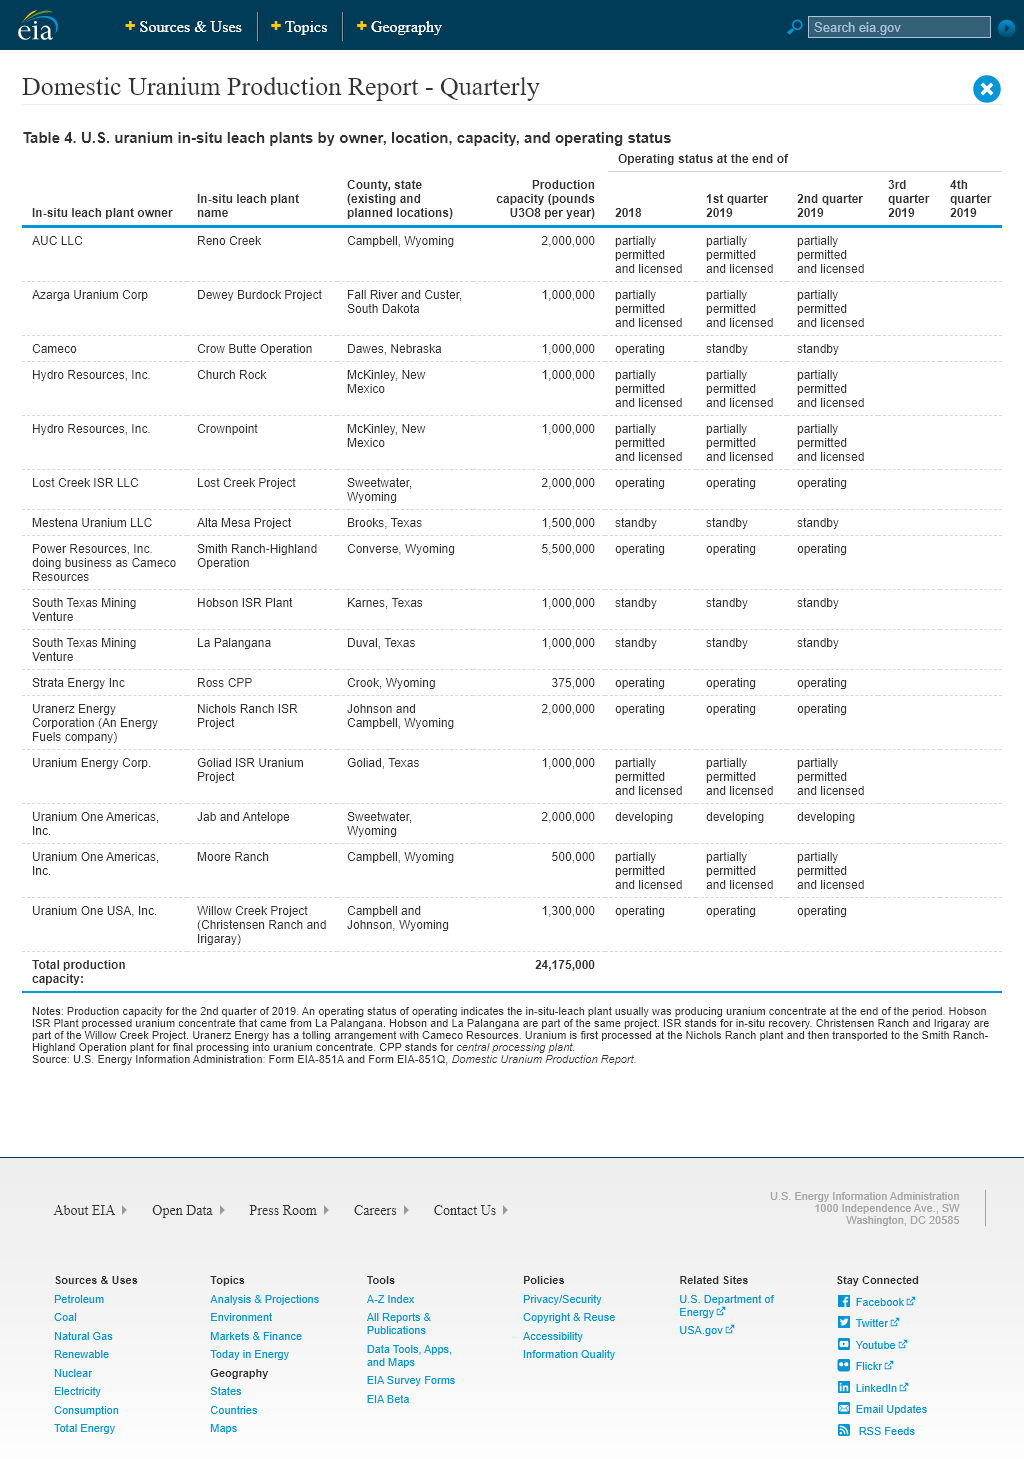 eia
Sources & Uses
Topics
Geography
Search eia.gov
Domestic Uranium Production Report - Quarterly
Table 4. U.S. uranium in-situ leach plants by owner, location, capacity, and operating status
Operating status at the end of
In-situ leach plant owner
In-situ leach plant
name
County, state
(existing and
planned locations)
Production
capacity (pounds
U3O8 per year)
2018
1st quarter
2019
2nd quarter
2019
3rd
quarter
2019
4th
quarter
2019
AUC LLC
Reno Creek
Campbell, Wyoming
2,000,000
partially
permitted
and licensed
partially
permitted
and licensed
partially
permitted
and licensed
Azarga Uranium Corp
Dewey Burdock Project
Fall River and Custer,
South Dakota
1,000,000
partially
permitted
and licensed
partially
permitted
and licensed
partially
permitted
and licensed
Cameco
Crow Butte Operation
Dawes, Nebraska
1,000,000
operating
standby
standby
Hydro Resources, Inc.
Church Rock
McKinley, New
Mexico
1,000,000
partially
permitted
and licensed
partially
permitted
and licensed
partially
permitted
and licensed
Hydro Resources, Inc.
Crownpoint
McKinley, New
Mexico
1,000,000
partially
permitted
and licensed
partially
permitted
and licensed
partially
permitted
and licensed
Lost Creek ISR LLC
Lost Creek Project
Sweetwater,
Wyoming
2,000,000
operating
operating
operating
Mestena Uranium LLC
Alta Mesa Project
Brooks, Texas
1,500,000
standby
standby
standby
Power Resources, Inc.
doing business as Cameco
Resources
Smith Ranch-Highland
Operation
Converse, Wyoming
5,500,000
operating
operating
operating
South Texas Mining
Venture
Hobson ISR Plant
Karnes, Texas
1,000,000
standby
standby
standby
South Texas Mining
Venture
La Palangana
Duval, Texas
1,000,000
standby
standby
standby
Strata Energy Inc
Ross CPP
Crook, Wyoming
375,000
operating
operating
operating
Uranerz Energy
Corporation (An Energy
Fuels company)
Nichols Ranch ISR
Project
Johnson and
Campbell, Wyoming
2,000,000
operating
operating
operating
Uranium Energy Corp.
Goliad ISR Uranium
Project
Goliad, Texas
1,000,000
partially
permitted
and licensed
partially
permitted
and licensed
partially
permitted
and licensed
Uranium One Americas,
Inc.
Jab and Antelope
Sweetwater,
Wyoming
2,000,000
developing
developing
developing
Uranium One Americas,
Inc.
Moore Ranch
Campbell, Wyoming
500,000
partially
permitted
and licensed
partially
permitted
and licensed
partially
permitted
and licensed
Uranium One USA, Inc.
Willow Creek Project
(Christensen Ranch and
Irigaray)
Campbell and
Johnson, Wyoming
1,300,000
operating
operating
operating
Total production
capacity:
24,175,000
Notes: Production capacity for the 2nd quarter of 2019. An operating status of operating indicates the in-situ-leach plant usually was producing uranium concentrate at the end of the period. Hobson
ISR Plant processed uranium concentrate that came from La Palangana. Hobson and La Palangana are part of the same project. ISR stands for in-situ recovery. Christensen Ranch and Irigaray are
part of the Willow Creek Project. Uranerz Energy has a tolling arrangement with Cameco Resources. Uranium is first processed at the Nichols Ranch plant and then transported to the Smith Ranch-
Highland Operation plant for final processing into uranium concentrate. CPP stands for central processing plant.
Source: U.S. Energy Information Administration: Form EIA-851A and Form EIA-851Q, Domestic Uranium Production Report.
About EIA
Open Data
Press Room
Careers
Contact Us
U.S. Energy Information Administration
1000 Independence Ave., SW
Washington, DC 20585
Sources & Uses
Petroleum
Coal
Natural Gas
Renewable
Nuclear
Electricity
Consumption
Total Energy
Topics
Analysis & Projections
Environment
Markets & Finance
Today in Energy
Geography
States
Countries
Maps
Tools
A-Z Index
All Reports &
Publications
Data Tools, Apps,
and Maps
EIA Survey Forms
EIA Beta
Policies
Privacy/Security
Copyright & Reuse
Accessibility
Information Quality
Related Sites
U.S. Department of
Energy
USA.gov
Stay Connected
Facebook
Twitter
Youtube
Flickr
LinkedIn
Email Updates
RSS Feeds